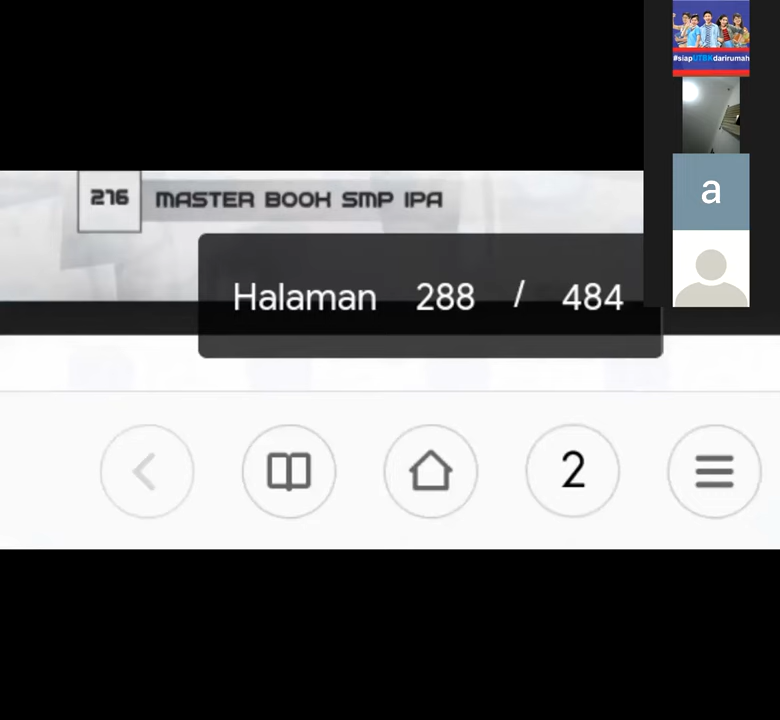 #siapUTBKdarirumah
a
276 MASTER BOOK SMP IPA
Halaman 288 / 484
2